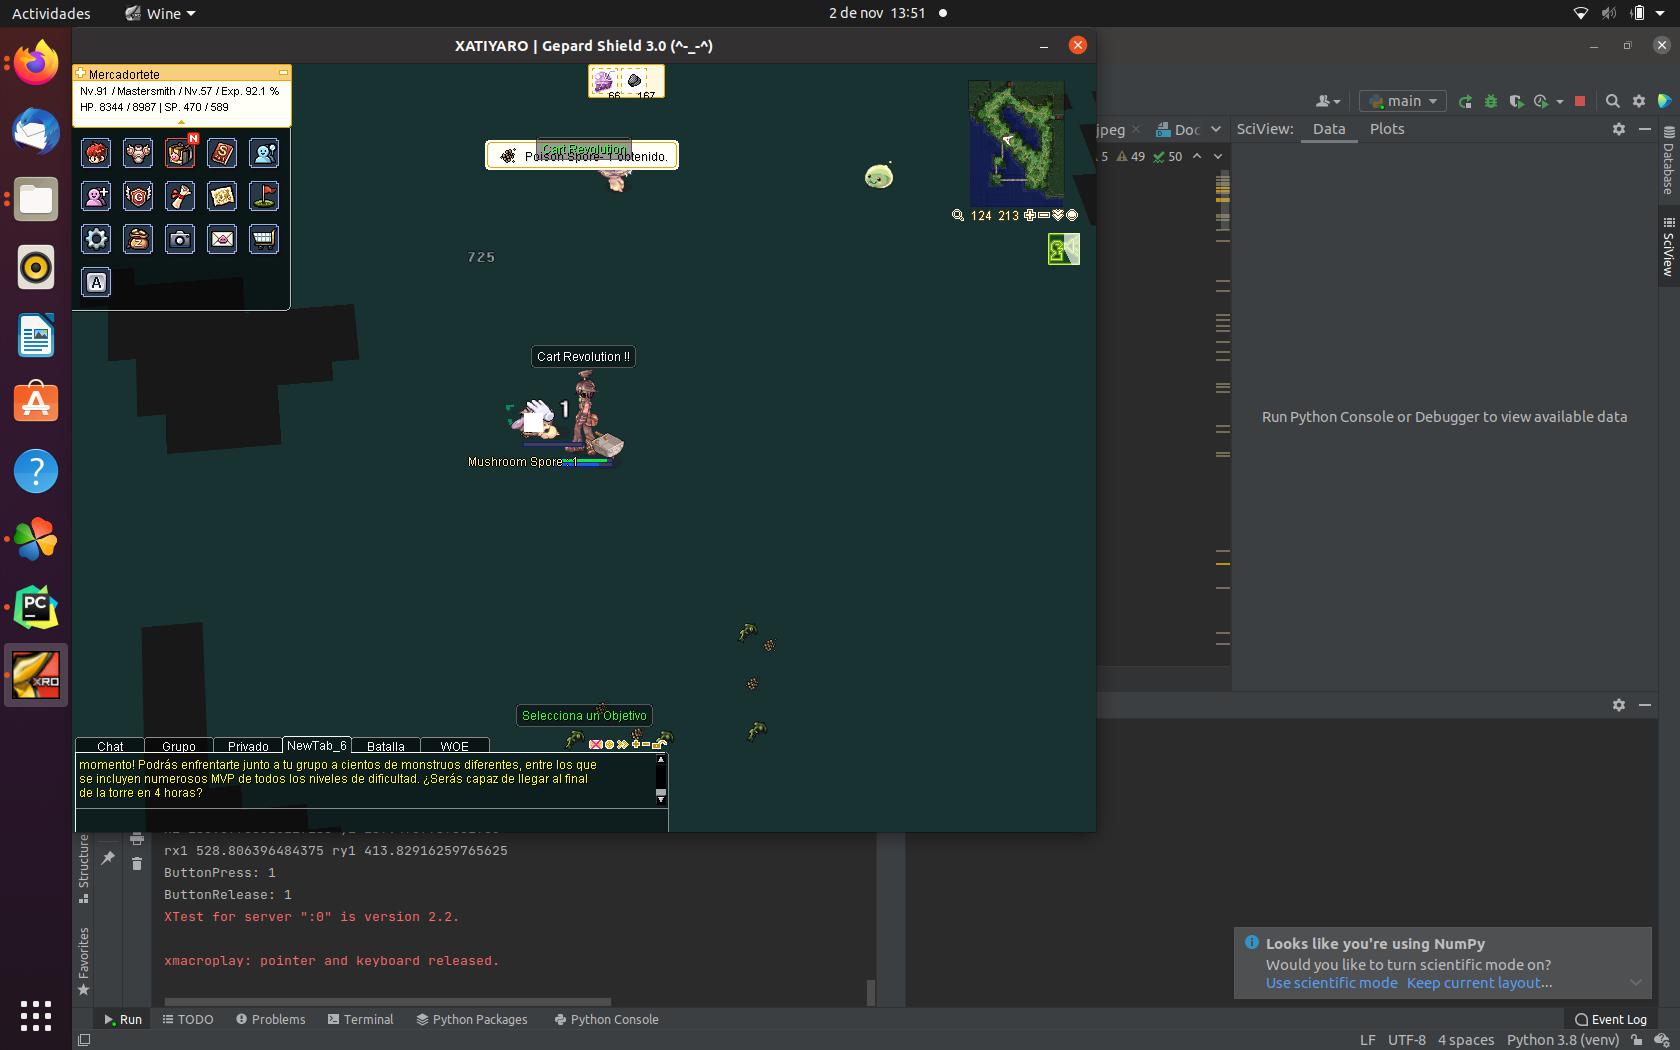 Actividades
Wine
2 de nov 13:51
XATIYARO | Gepard Shield 3.0 (^-_-^)
Mercadortete
Nv.91 / Mastersmith / Nv.57 / Exp. 92.1 %
HP. 8344 / 8987 | SP. 470 / 589
N
A
66
167
Cart Revolution
Poison Spore- 1 obtenido.
124 213
725
Cart Revolution !!
1
Mushroom Spore
Selecciona un Objetivo
Chat
Grupo
Privado
NewTab_6
Batalla
WOE
momento! Podrás enfrentarte junto a tu grupo a cientos de monstruos diferentes, entre los que
se incluyen numerosos MVP de todos los niveles de dificultad. ¿Serás capaz de llegar al final
de la torre en 4 horas?
main
jpeg
Doc
SciView:
Data
Plots
5
49
50
Database
SciView
Run Python Console or Debugger to view available data
PC
XRO
Structure
Favorites
rx1 528.806396484375 ry1 413.82916259765625
ButtonPress: 1
ButtonRelease: 1
XTest for server ":0" is version 2.2.
xmacroplay: pointer and keyboard released.
Looks like you're using NumPy
Would you like to turn scientific mode on?
Use scientific mode
Keep current layout...
Run
TODO
Problems
Terminal
Python Packages
Python Console
Event Log
LF
UTF-8
4 spaces
Python 3.8 (venv)